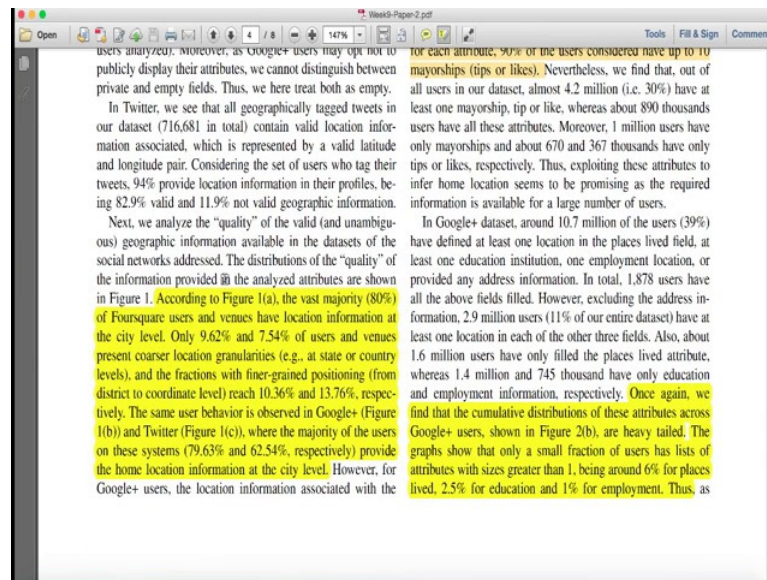 Week9-Paper-2.pdf
Open
4 / 8
147%
Tools Fill & Sign Commen
users analyzed). Moreover, as Google+ users may opt not to
publicly display their attributes, we cannot distinguish between
private and empty fields. Thus, we here treat both as empty.
In Twitter, we see that all geographically tagged tweets in
our dataset (716,681 in total) contain valid location infor-
mation associated, which is represented by a valid latitude
and longitude pair. Considering the set of users who tag their
tweets, 94% provide location information in their profiles, be-
ing 82.9% valid and 11.9% not valid geographic information.
Next, we analyze the “quality” of the valid (and unambigu-
ous) geographic information available in the datasets of the
social networks addressed. The distributions of the “quality” of
the information provided in the analyzed attributes are shown
in Figure 1. According to Figure 1(a), the vast majority (80%)
of Foursquare users and venues have location information at
the city level. Only 9.62% and 7.54% of users and venues
present coarser location granularities (e.g., at state or country
levels), and the fractions with finer-grained positioning (from
district to coordinate level) reach 10.36% and 13.76%, respec-
tively. The same user behavior is observed in Google+ (Figure
1(b)) and Twitter (Figure 1(c)), where the majority of the users
on these systems (79.63% and 62.54%, respectively) provide
the home location information at the city level. However, for
Google+ users, the location information associated with the
for each attribute, 90% of the users considered have up to 10
mayorships (tips or likes). Nevertheless, we find that, out of
all users in our dataset, almost 4.2 million (i.e. 30%) have at
least one mayorship, tip or like, whereas about 890 thousands
users have all these attributes. Moreover, 1 million users have
only mayorships and about 670 and 367 thousands have only
tips or likes, respectively. Thus, exploiting these attributes to
infer home location seems to be promising as the required
information is available for a large number of users.
In Google+ dataset, around 10.7 million of the users (39%)
have defined at least one location in the places lived field, at
least one education institution, one employment location, or
provided any address information. In total, 1,878 users have
all the above fields filled. However, excluding the address in-
formation, 2.9 million users (11% of our entire dataset) have at
least one location in each of the other three fields. Also, about
1.6 million users have only filled the places lived attribute,
whereas 1.4 million and 745 thousand have only education
and employment information, respectively. Once again, we
find that the cumulative distributions of these attributes across
Google+ users, shown in Figure 2(b), are heavy tailed. The
graphs show that only a small fraction of users has lists of
attributes with sizes greater than 1, being around 6% for places
lived, 2.5% for education and 1% for employment. Thus, as